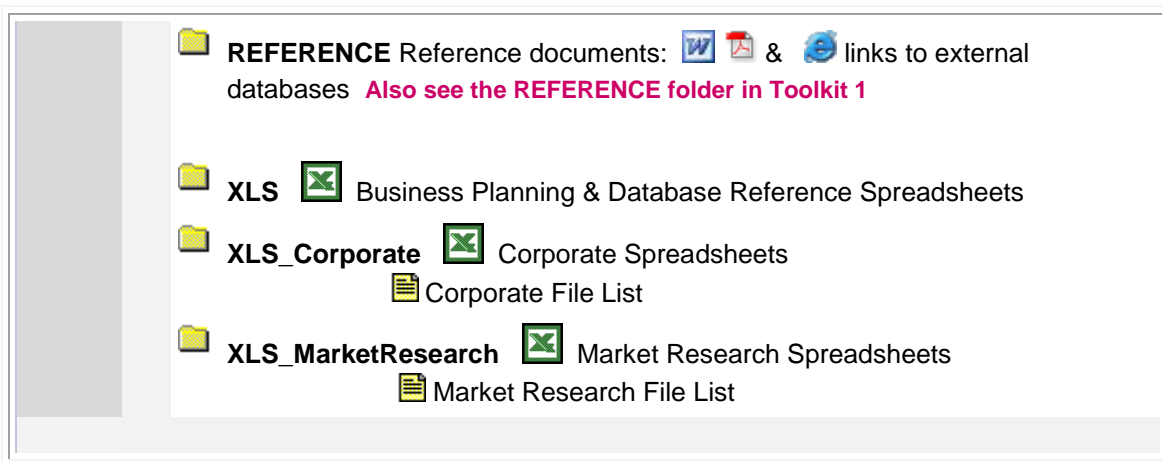 REFERENCE Reference documents: & links to external
databases Also see the REFERENCE folder in Toolkit 1
XLS Business Planning & Database Reference Spreadsheets
XLS_Corporate Corporate Spreadsheets
Corporate File List
XLS_MarketResearch Market Research Spreadsheets
Market Research File List